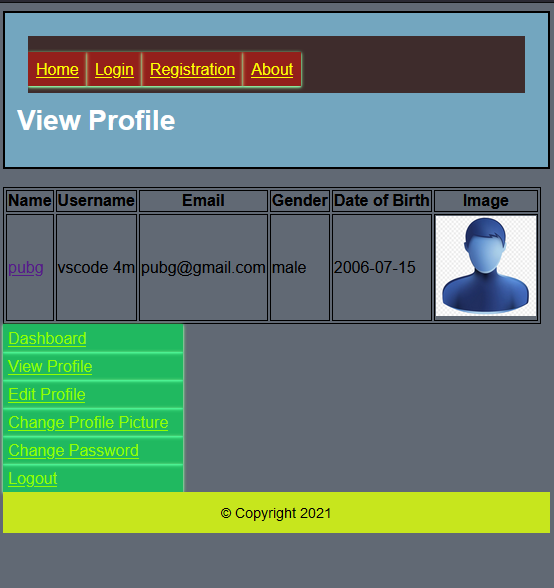 Home Login Registration About
View Profile
Name Username Email Gender Date of Birth Image
pubg vscode 4m pubg@gmail.com male 2006-07-15
Dashboard
View Profile
Edit Profile
Change Profile Picture
Change Password
Logout
© Copyright 2021